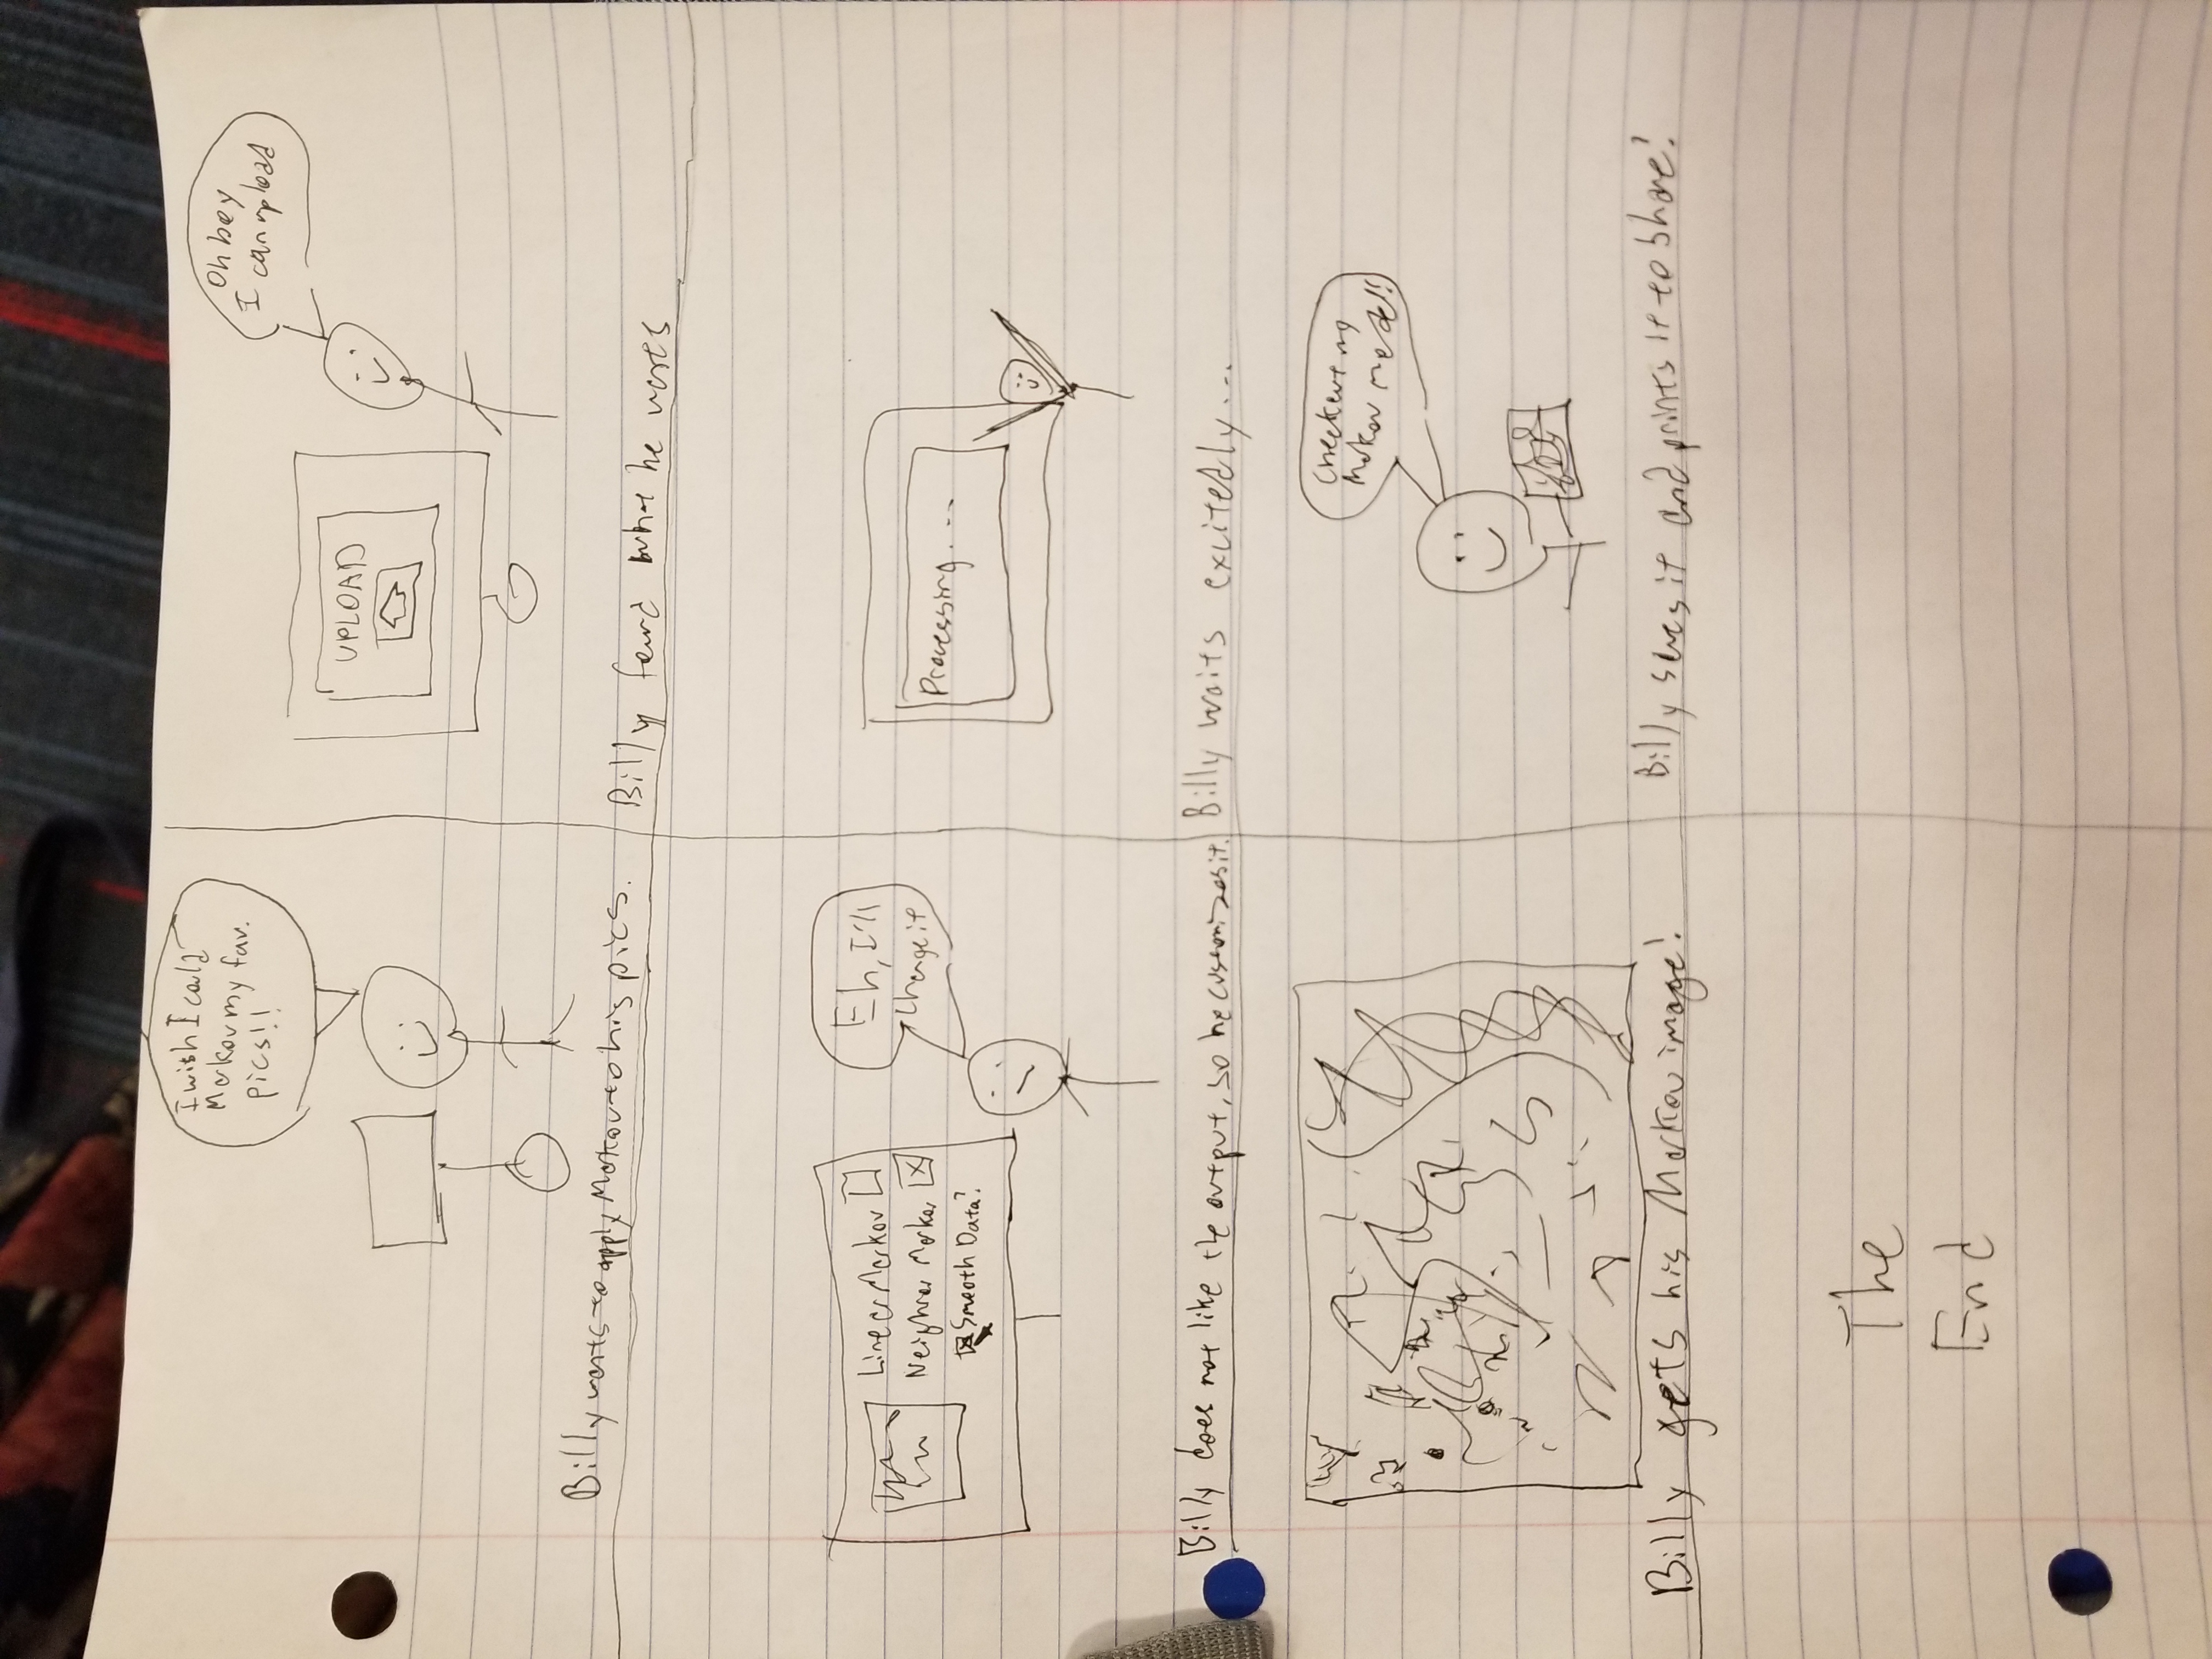 I wish I could
Markov my fav.
pics!!
Billy wants to apply Markov to his pics.
Oh boy
I can upload
UPLOAD
Billy found what he wants
Linear Markov
Neighbor Markov
Smooth Data?
Eh, I'll
change it
Billy does not like the output, so he customizes it.
Processing...
Billy waits excitedly...
Billy gets his Markov image!
Check out my
Markov model!!
Billy saves it and prints it to share!
The
End